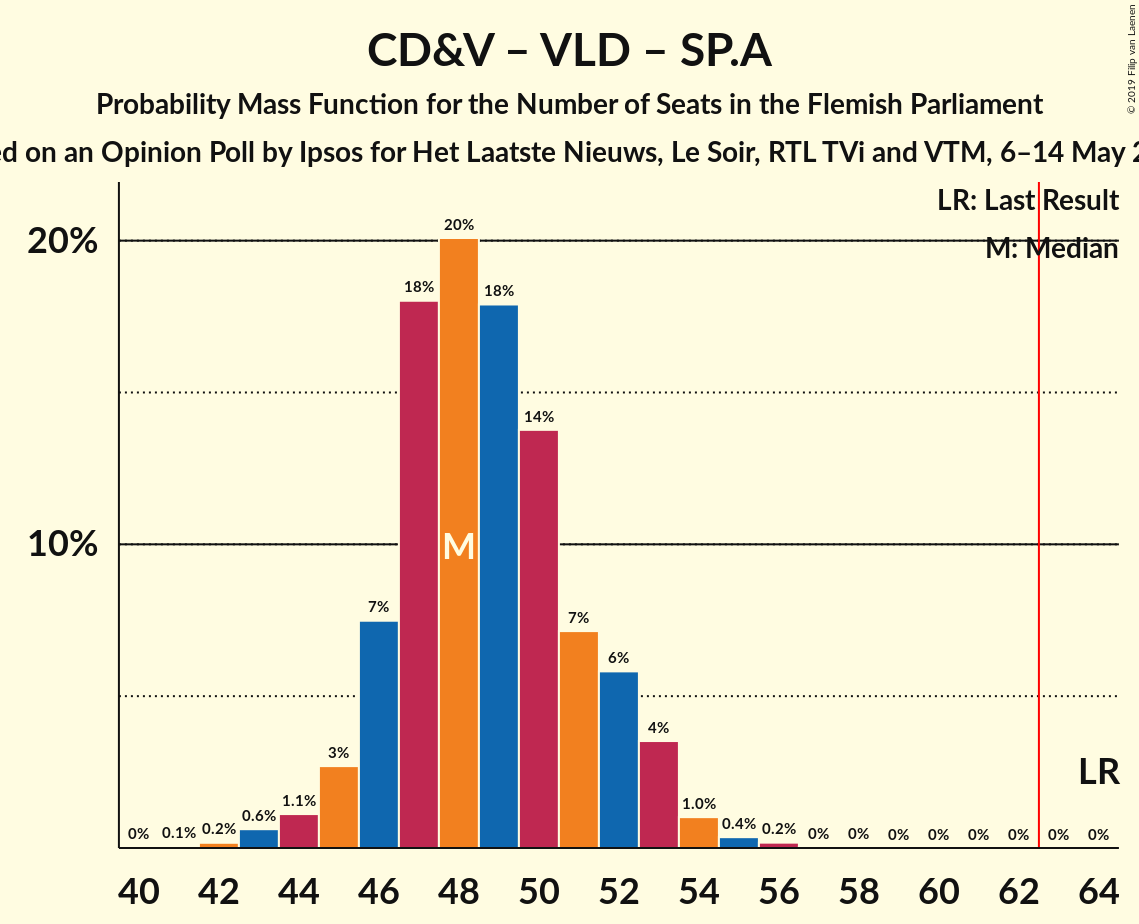 CD&V – VLD – SP.A
Probability Mass Function for the Number of Seats in the Flemish Parliament
on an Opinion Poll by Ipsos for Het Laatste Nieuws, Le Soir, RTL TVi and VTM, 6–14 May
© 2019 Filip van Laenen
LR: Last Result
M: Median
20%
10%
0% 0.1% 0.2% 0.6% 1.1% 3% 7% 18% 20% 18% 14% 7% 6% 4% 1.0% 0.4% 0.2% 0% 0% 0% 0% 0% 0% 0% 0%
M
LR
40 42 44 46 48 50 52 54 56 58 60 62 64